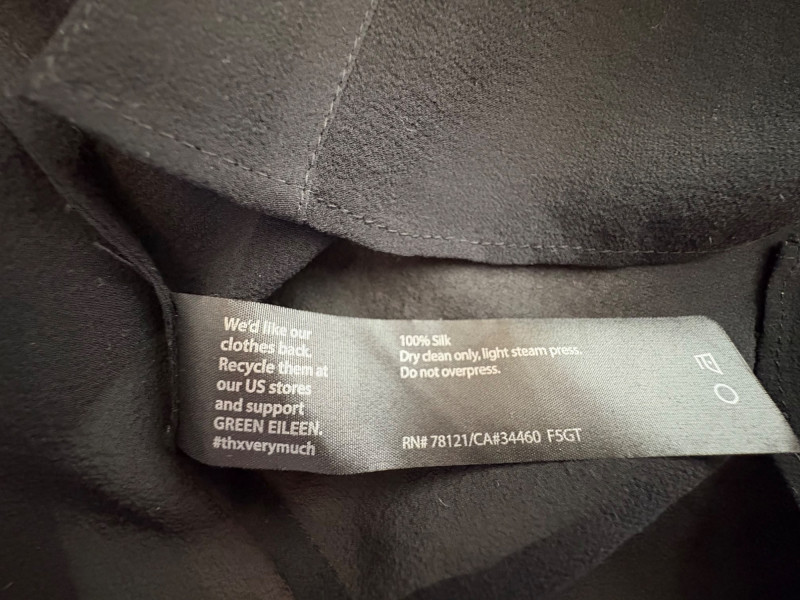 We'd like our
clothes back.
Recycle them at
our US stores
and support
GREEN EILEEN.
#thxverymuch
100% Silk
Dry clean only, light steam press.
Do not overpress.
RN# 78121/CA#34460 F5GT